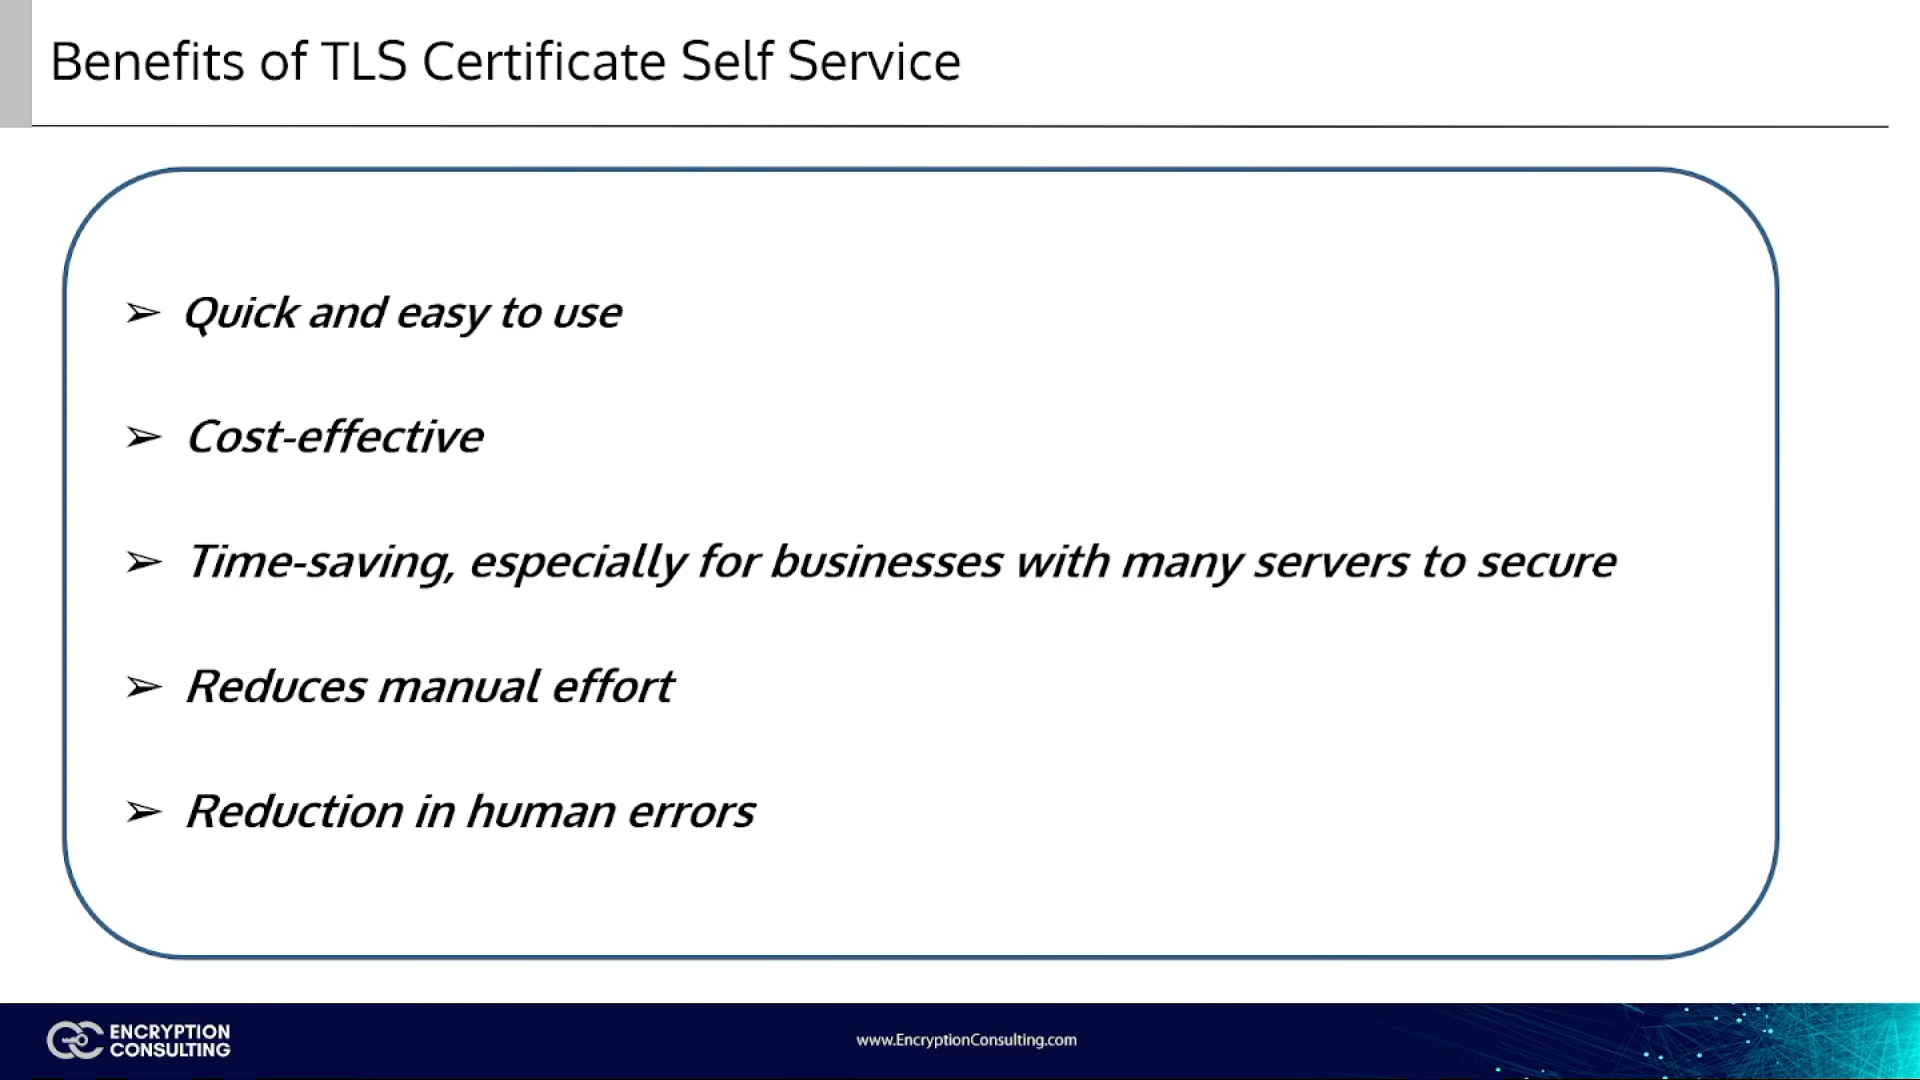 Benefits of TLS Certificate Self Service
➢ Quick and easy to use
➢ Cost-effective
➢ Time-saving, especially for businesses with many servers to secure
➢ Reduces manual effort
➢ Reduction in human errors
ENCRYPTION
CONSULTING
www.EncryptionConsulting.com